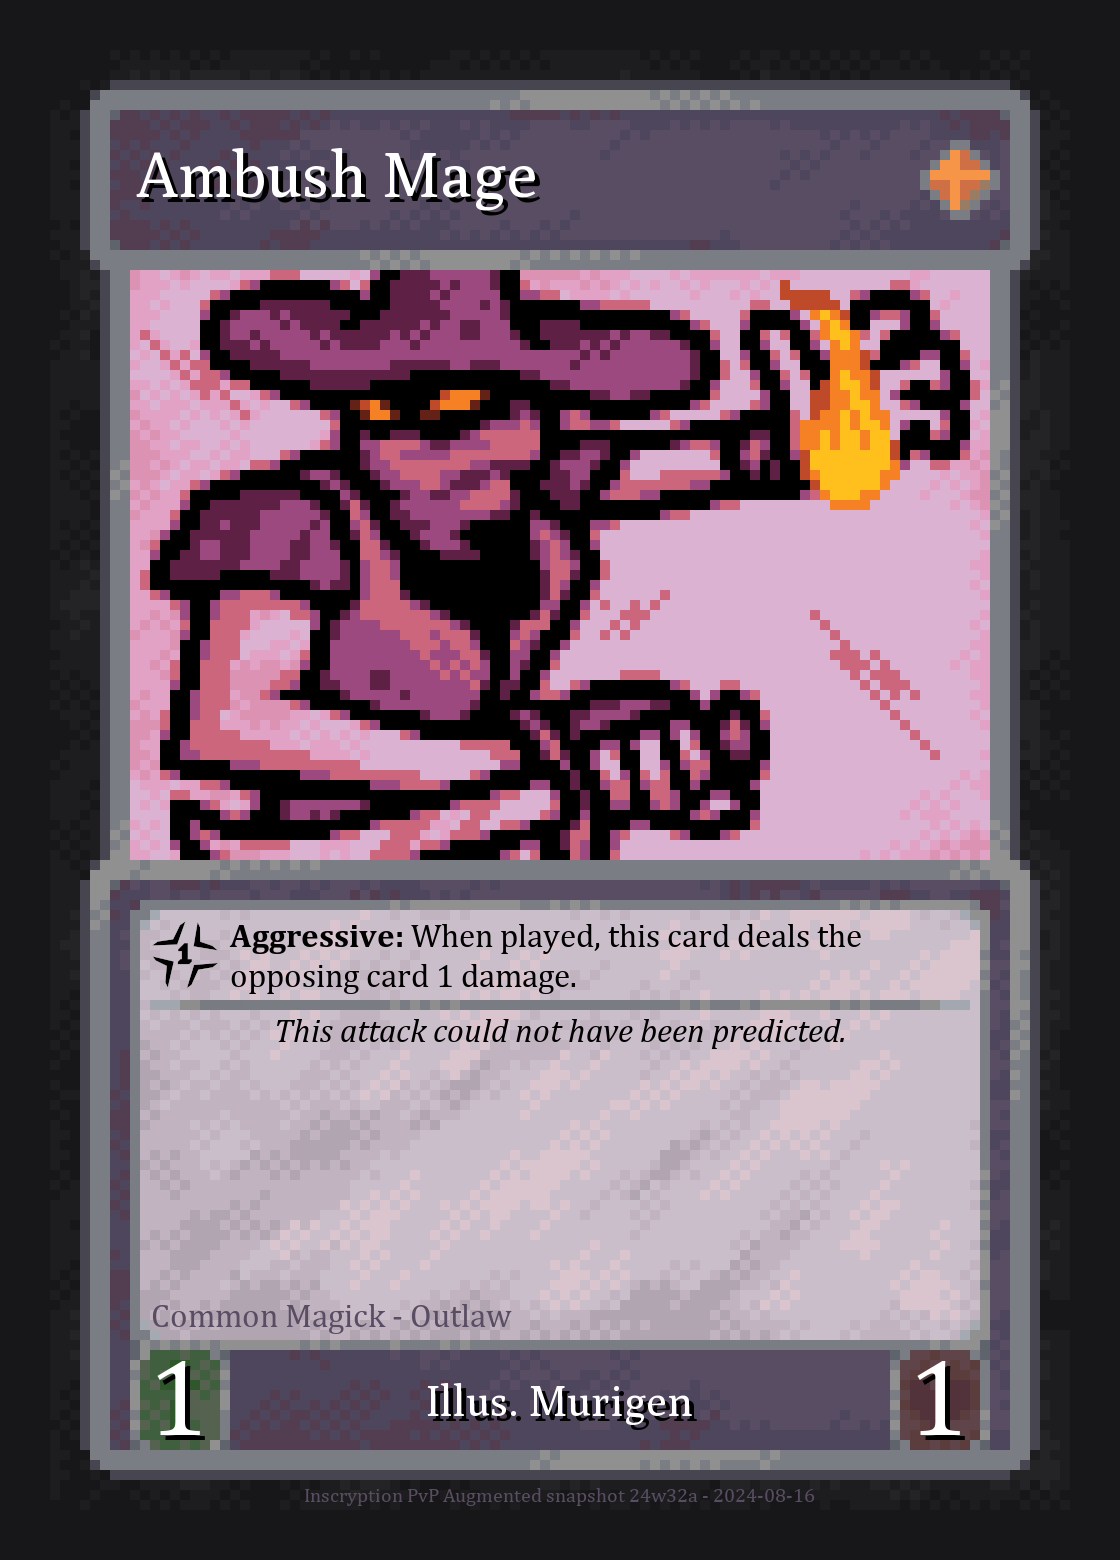 Ambush Mage
1
Aggressive: When played, this card deals the
opposing card 1 damage.
This attack could not have been predicted.
Common Magick - Outlaw
1
Illus. Murigen
1
Inscryption PvP Augmented snapshot 24w32a - 2024-08-16